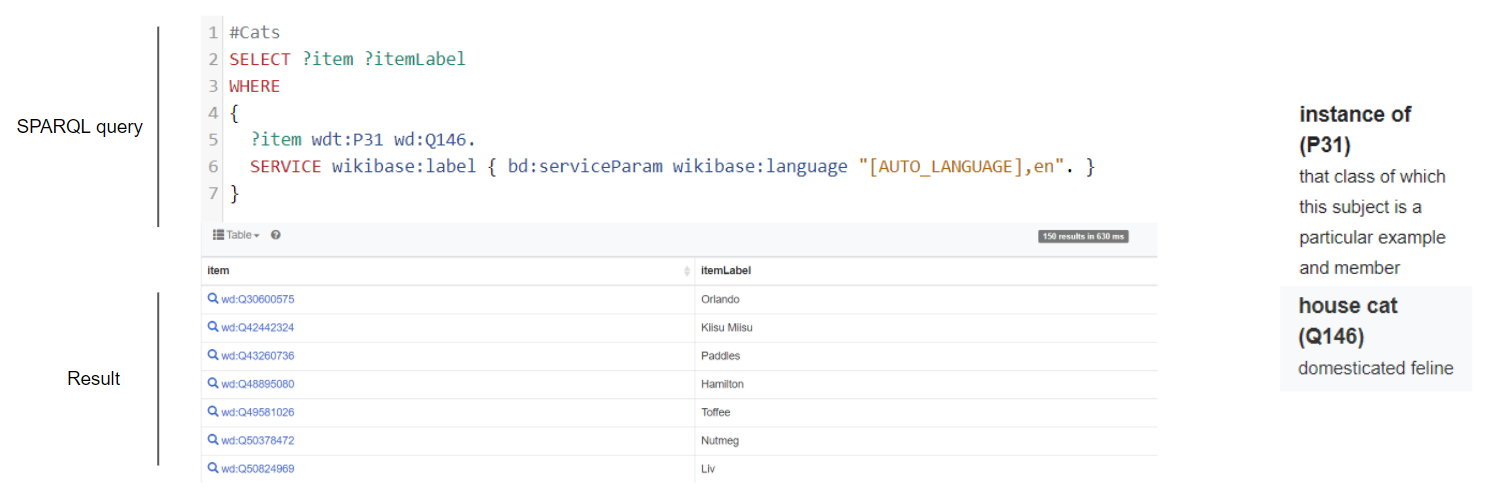 SPARQL query
1 #Cats
2 SELECT ?item ?itemLabel
3 WHERE
4 {
5 ?item wdt:P31 wd:Q146.
6 SERVICE wikibase:label { bd:serviceParam wikibase:language "[AUTO_LANGUAGE],en". }
7 }
Table
150 results in 630 ms
Result
item itemLabel
wd:Q30600575 Orlando
wd:Q42442324 Kiisu Miisu
wd:Q43260736 Paddles
wd:Q48895080 Hamilton
wd:Q49581026 Toffee
wd:Q50378472 Nutmeg
wd:Q50824969 Liv
instance of
(P31)
that class of which
this subject is a
particular example
and member
house cat
(Q146)
domesticated feline